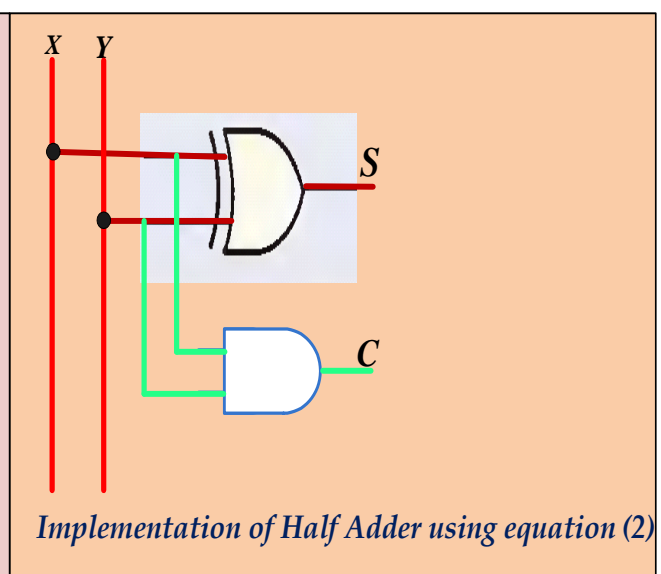 X Y
S
C
Implementation of Half Adder using equation (2)